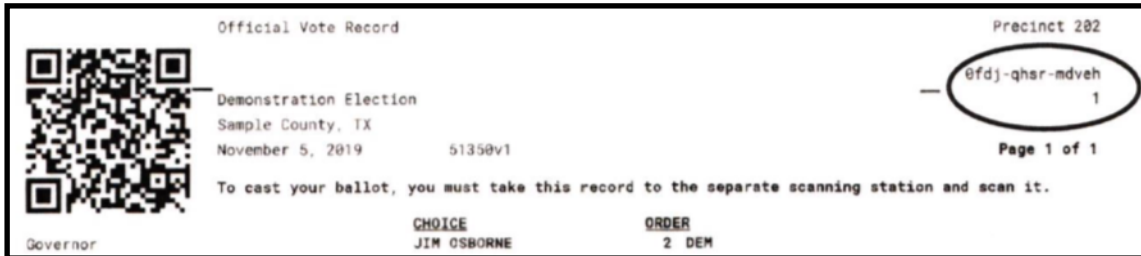 Official Vote Record
Precinct 202
0fdj-qhsr-mdveh
1
Demonstration Election
Sample County, TX
November 5, 2019 51350v1
Page 1 of 1
To cast your ballot, you must take this record to the separate scanning station and scan it.
CHOICE ORDER
Governor JIM OSBORNE 2 DEM